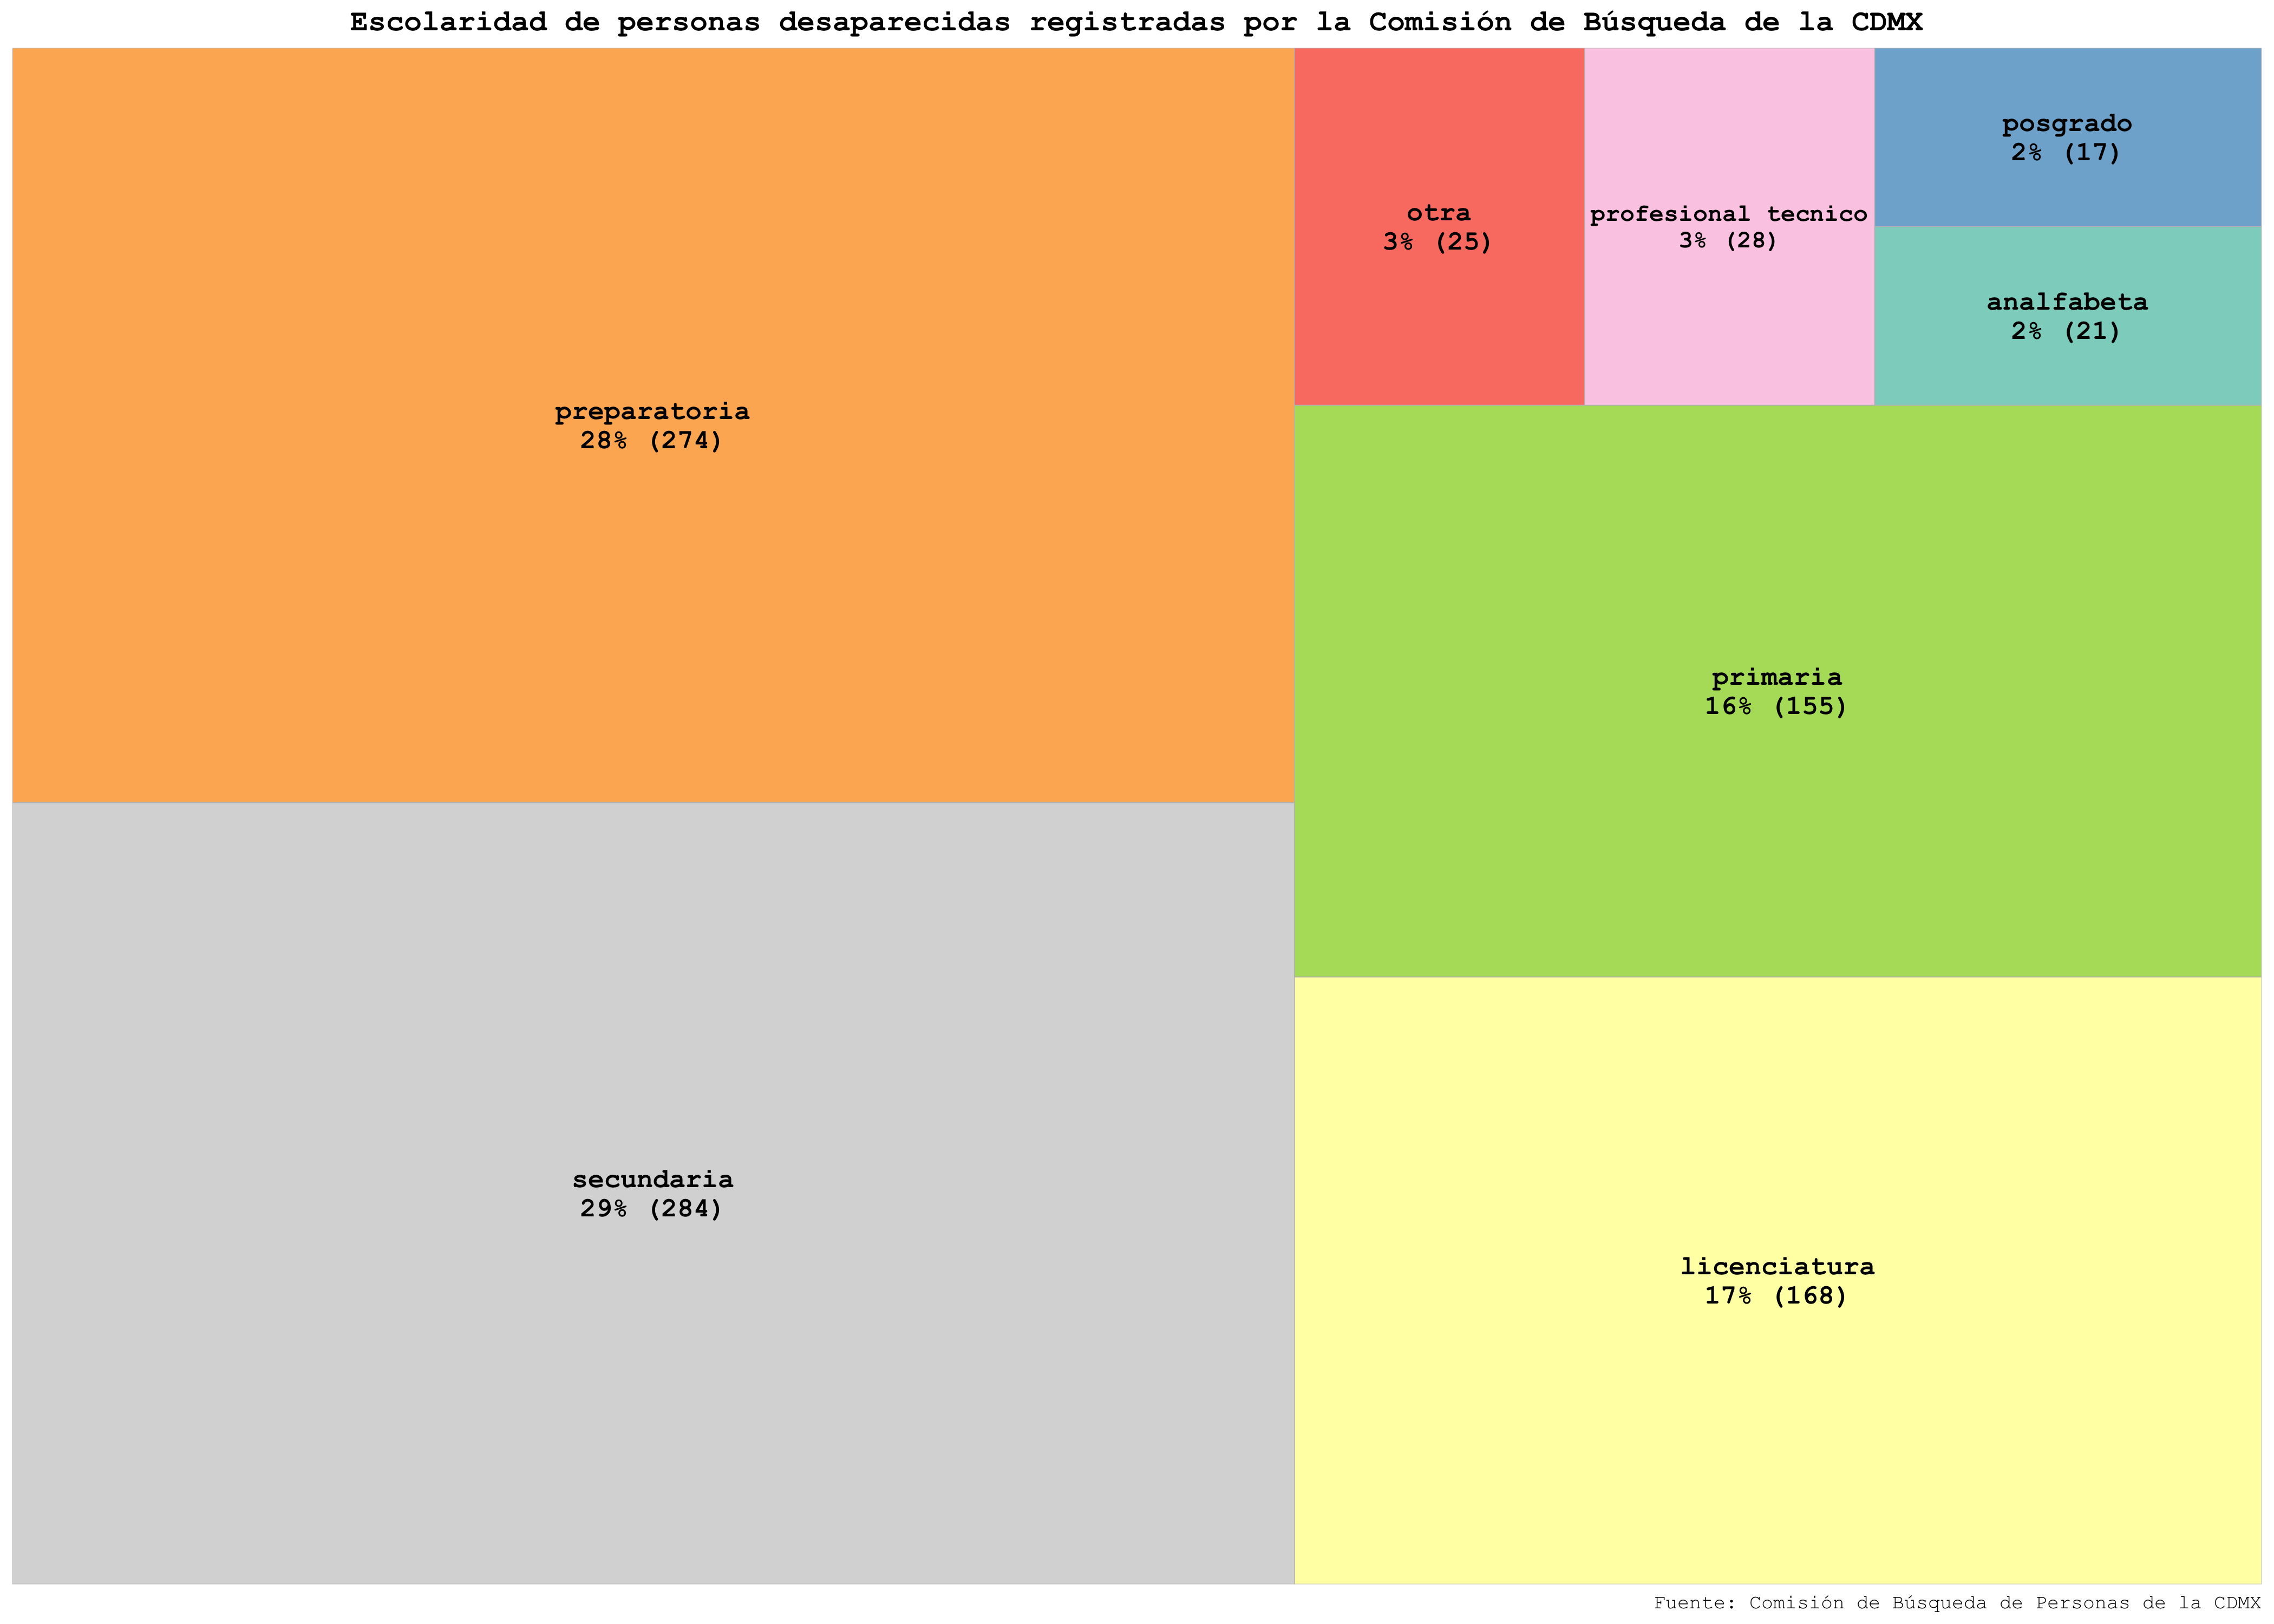 Escolaridad de personas desaparecidas registradas por la Comisión de Búsqueda de la CDMX
preparatoria
28% (274)
secundaria
29% (284)
otra
3% (25)
profesional tecnico
3% (28)
posgrado
2% (17)
analfabeta
2% (21)
primaria
16% (155)
licenciatura
17% (168)
Fuente: Comisión de Búsqueda de Personas de la CDMX